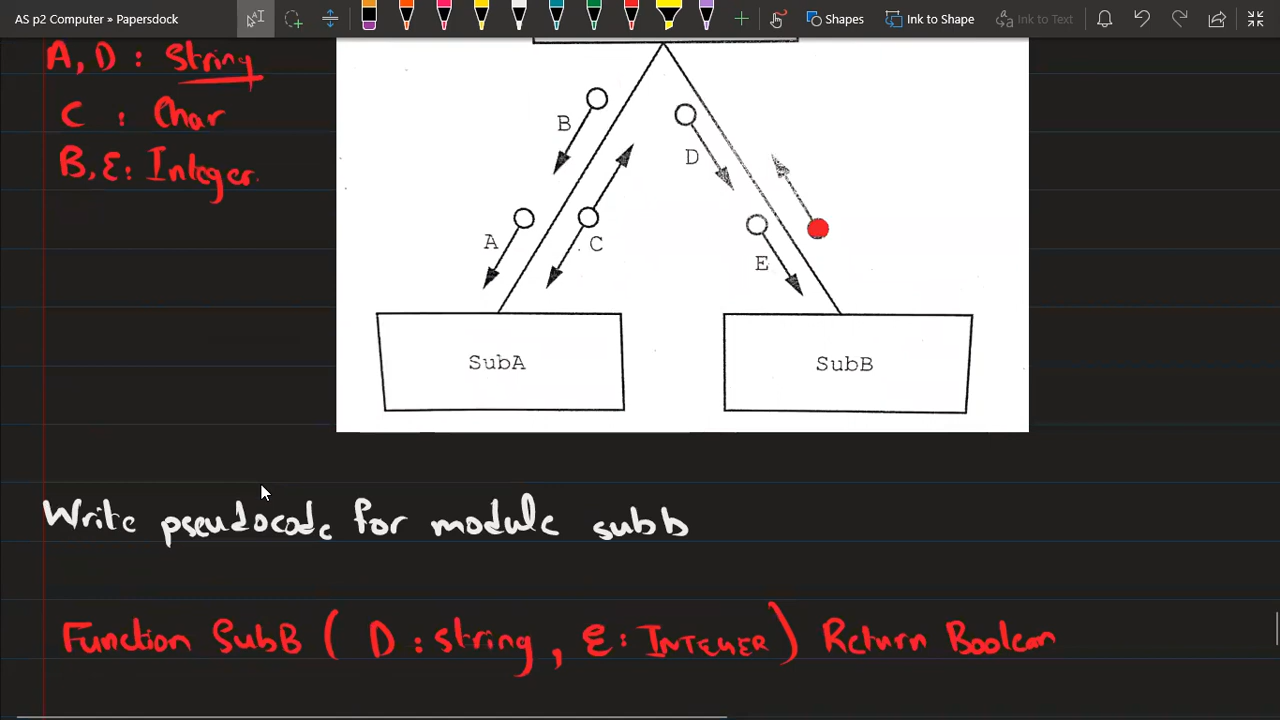 AS p2 Computer » Papersdock
Shapes
Ink to Shape
Ink to Text
A, D : String
C : Char
B, E : Integer.
B
D
A
C
E
SubA
SubB
Write pseudocode for module subb
Function SubB ( D : string , E : INTEGER ) Return Boolean